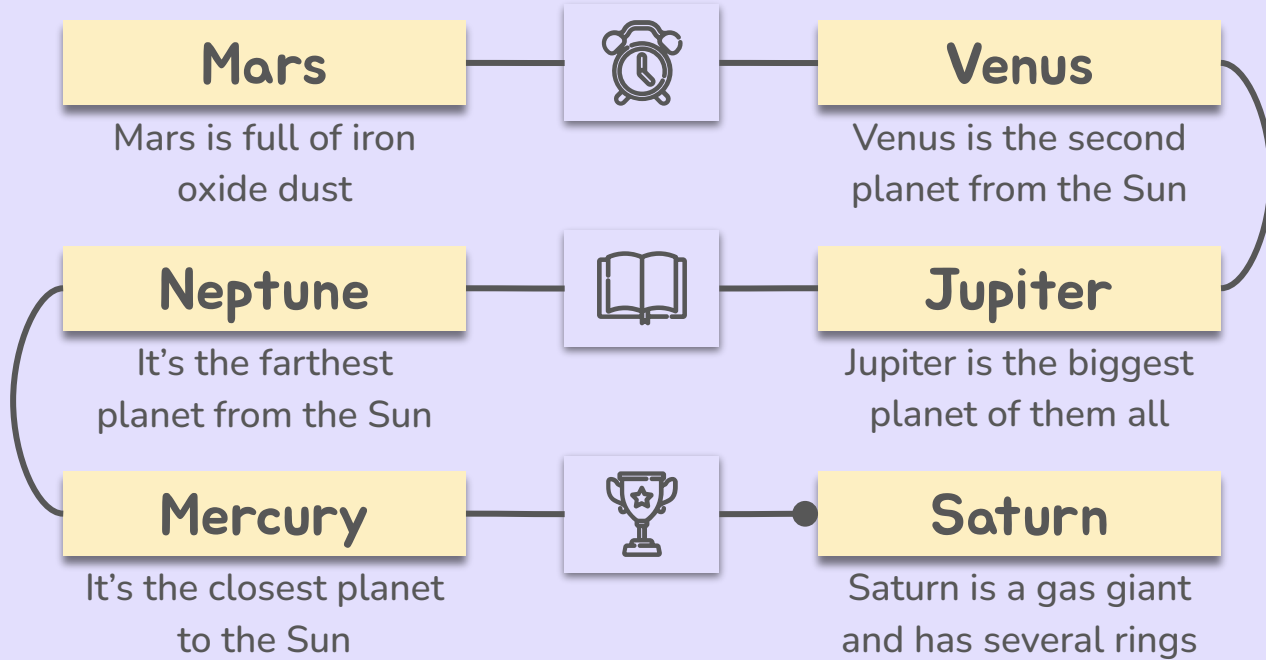 Mars
Mars is full of iron
oxide dust
Venus
Venus is the second
planet from the Sun
Jupiter
Jupiter is the biggest
planet of them all
Neptune
It’s the farthest
planet from the Sun
Mercury
It’s the closest planet
to the Sun
Saturn
Saturn is a gas giant
and has several rings